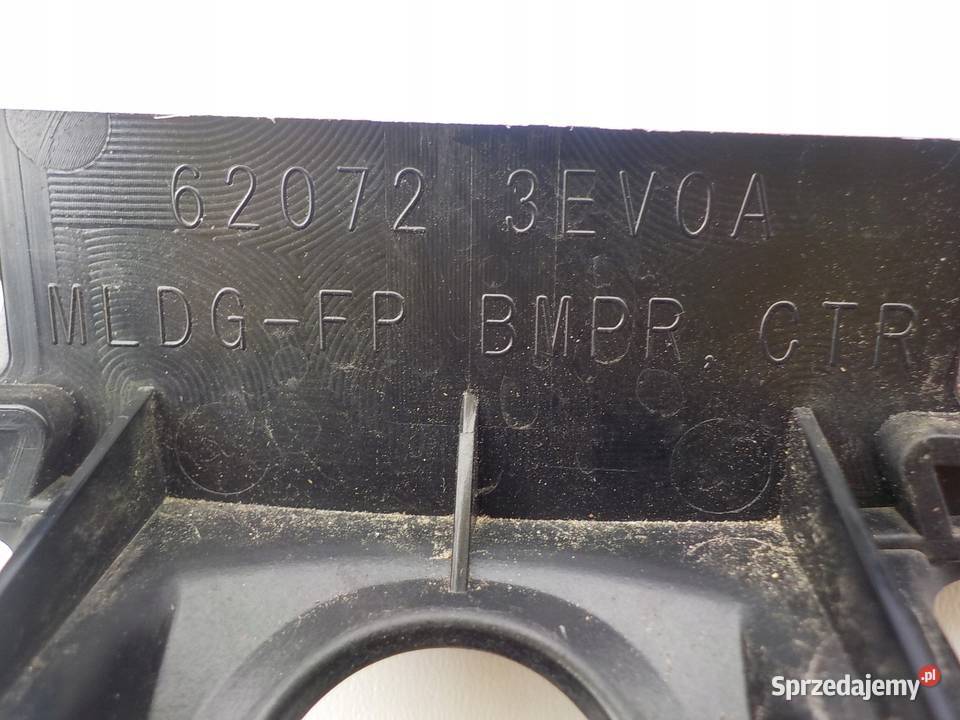 62072 3EV0A
MLDG-FP BMPR CTR
Sprzedajemy.pl